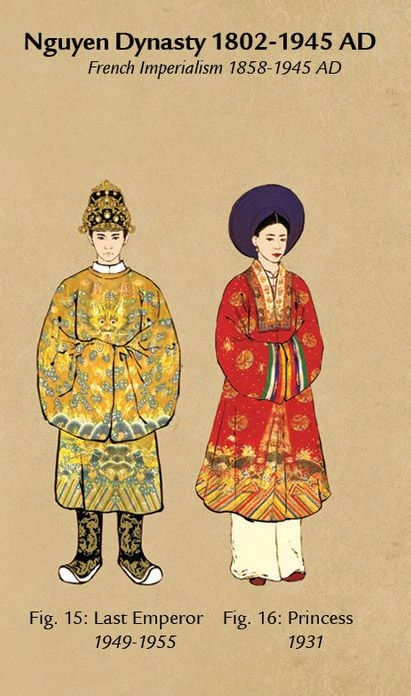 Nguyen Dynasty 1802-1945 AD
French Imperialism 1858-1945 AD
Fig. 15: Last Emperor
1949-1955
Fig. 16: Princess
1931